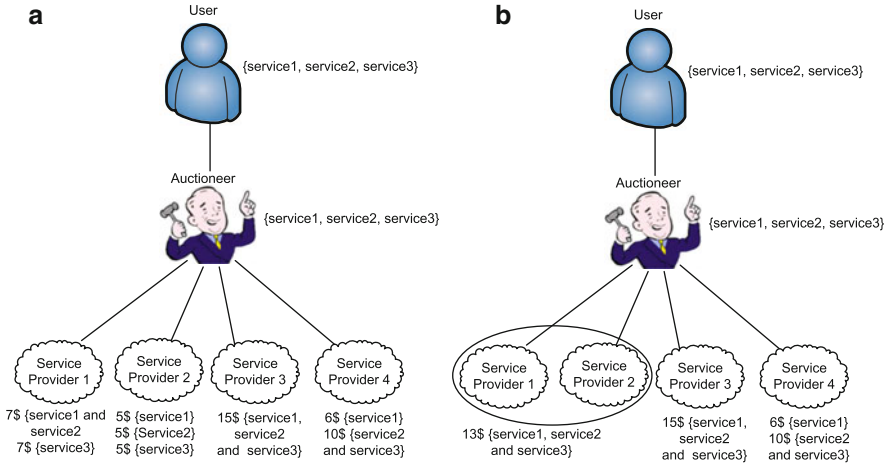 a
User
{service1, service2, service3}
Auctioneer
{service1, service2, service3}
Service
Provider 1
Service
Provider 2
Service
Provider 3
Service
Provider 4
7$ {service1 and
service2
7$ {service3}
5$ {service1}
5$ {Service2}
5$ {service3}
15$ {service1,
service2
and service3}
6$ {service1}
10$ {service2
and service3}
b
User
{service1, service2, service3}
Auctioneer
{service1, service2, service3}
Service
Provider 1
Service
Provider 2
Service
Provider 3
Service
Provider 4
13$ {service1, service2
and service3}
15$ {service1,
service2
and service3}
6$ {service1}
10$ {service2
and service3}